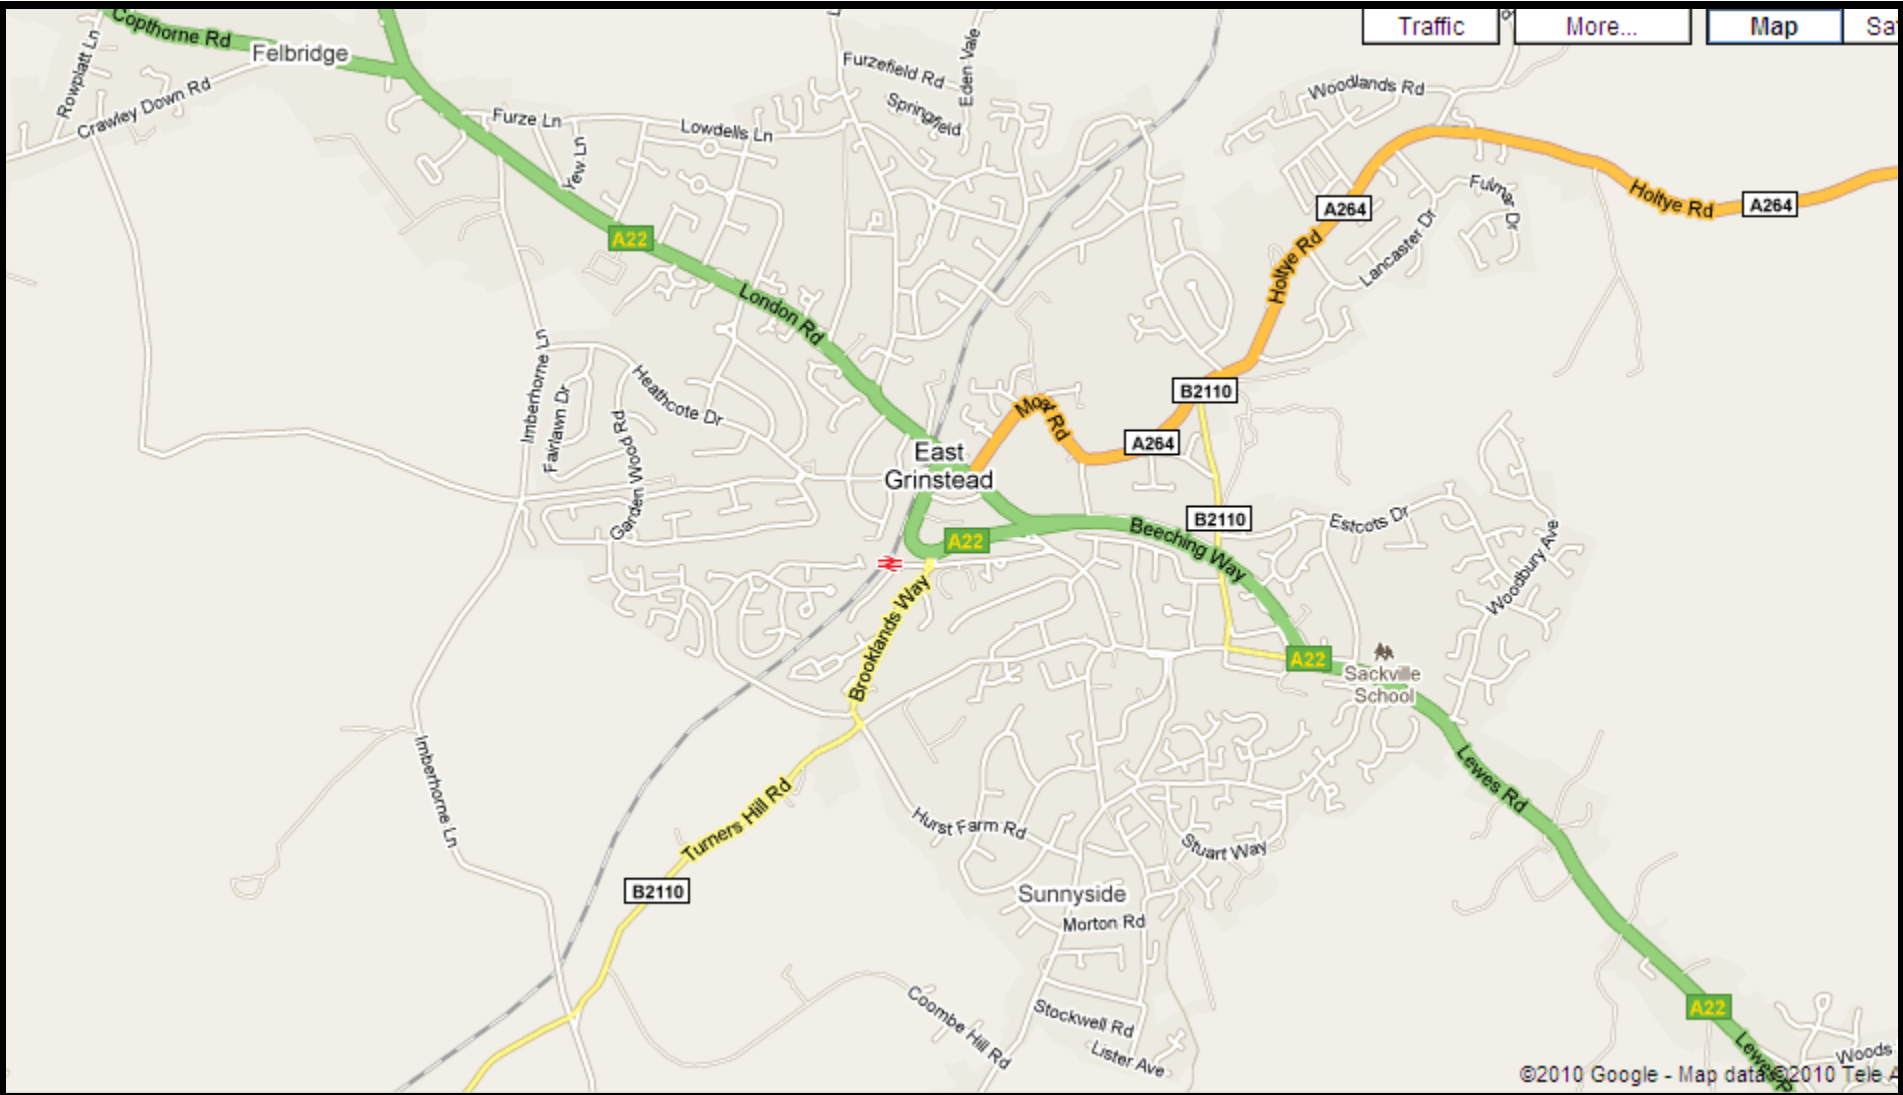 Copthorne Rd
Felbridge
Rowplatt Ln
Crawley Down Rd
Furze Ln
Yew Ln
Lowdells Ln
Furzefield Rd
Springfield
Eden Vale
Traffic
More...
Map
Woodlands Rd
A264
Holtye Rd
A264
Fulmar Dr
Lancaster Dr
Holtye Rd
A22
London Rd
Imberhorne Ln
Fairlawn Dr
Heathcote Dr
Garden Wood Rd
B2110
Moat Rd
A264
East
Grinstead
B2110
Estcots Dr
Woodbury Ave
A22
Beeching Way
Brooklands Way
A22
Sackville
School
Imberhorne Ln
Turners Hill Rd
Lewes Rd
Hurst Farm Rd
Stuart Way
B2110
Sunnyside
Morton Rd
Coombe Hill Rd
Stockwell Rd
Lister Ave
A22
Lewes R
Woods
©2010 Google - Map data ©2010 Tele A